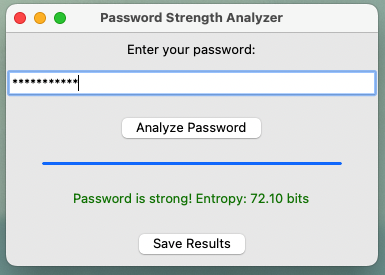 Password Strength Analyzer
Enter your password:
***********
Analyze Password
Password is strong! Entropy: 72.10 bits
Save Results